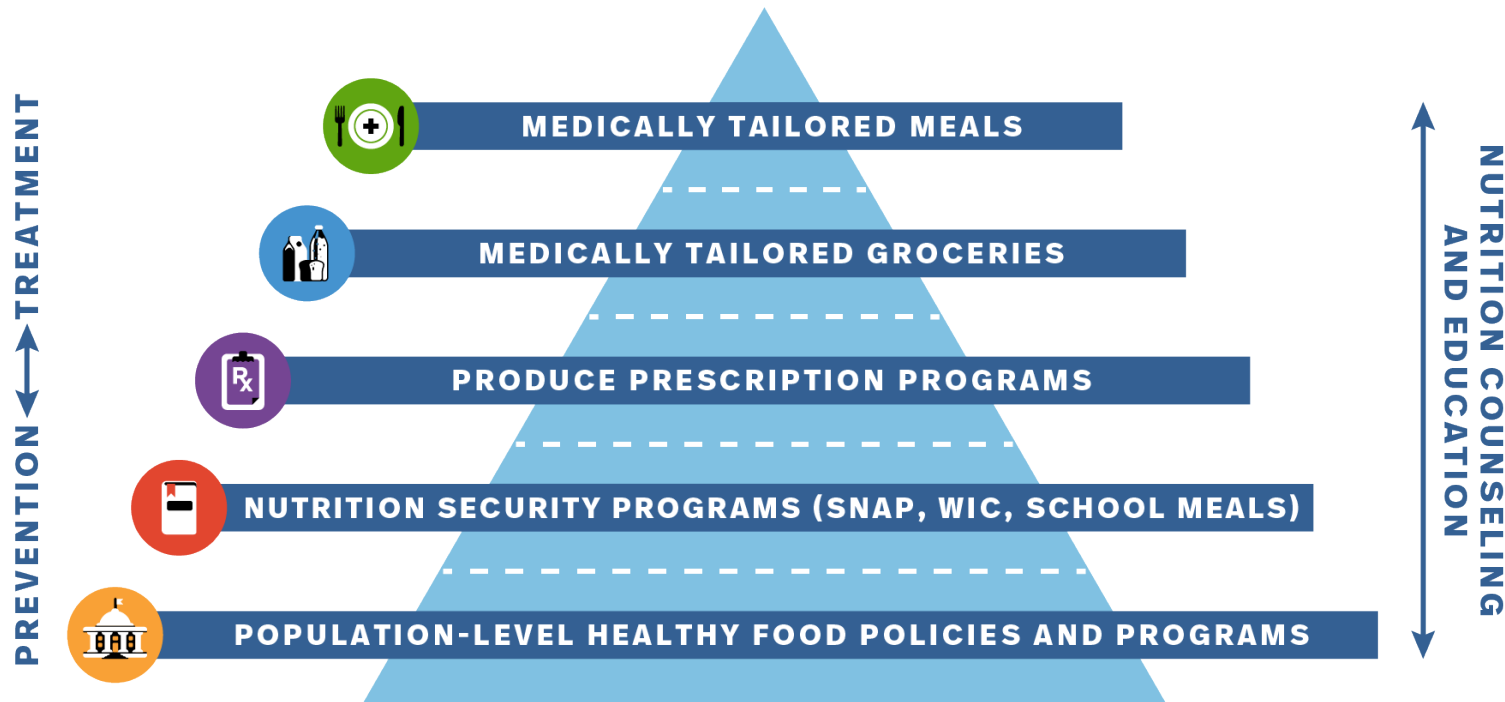 MEDICALLY TAILORED MEALS
MEDICALLY TAILORED GROCERIES
Rx
PRODUCE PRESCRIPTION PROGRAMS
NUTRITION SECURITY PROGRAMS (SNAP, WIC, SCHOOL MEALS)
POPULATION-LEVEL HEALTHY FOOD POLICIES AND PROGRAMS
PREVENTION
TREATMENT
NUTRITION COUNSELING
AND EDUCATION